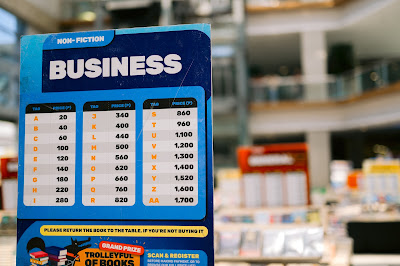 NON-FICTION
BUSINESS
TAG PRICE (₱) TAG PRICE (₱) TAG PRICE (₱)
A 20 J 340 S 860
B 40 K 400 T 960
C 60 L 440 U 1,100
D 100 M 500 V 1,200
E 120 N 560 W 1,300
F 140 O 620 X 1,400
G 180 P 660 Y 1,520
H 220 Q 760 Z 1,600
I 280 R 820 AA 1,700
PLEASE RETURN THE BOOK TO THE TABLE, IF YOU'RE NOT BUYING IT
GRAND PRIZE
TROLLEYFUL
OF BOOKS
SCAN & REGISTER